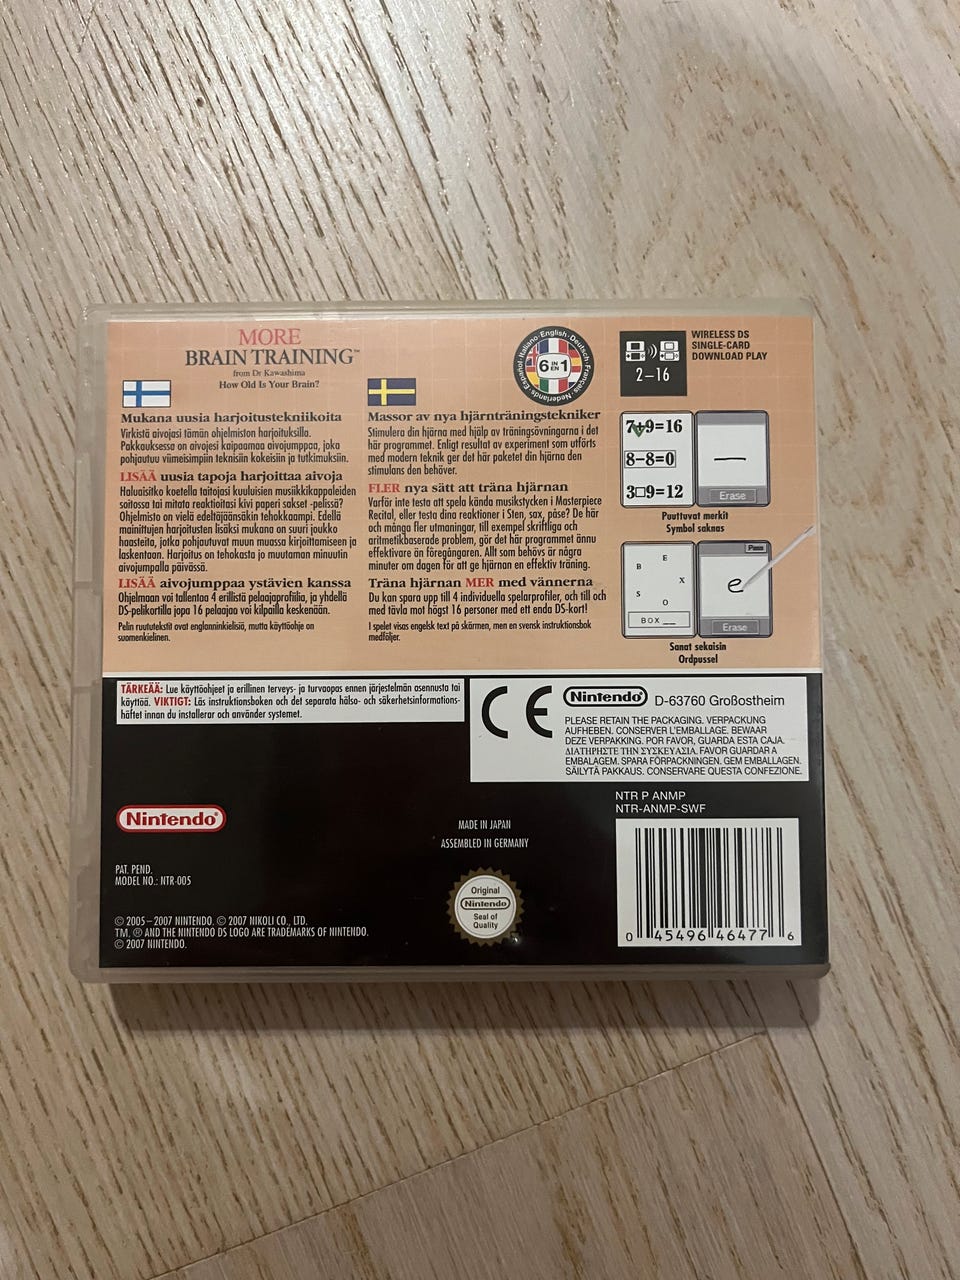 MORE
BRAIN TRAINING™
from Dr Kawashima
How Old Is Your Brain?
Mukana uusia harjoitustekniikoita
Virkistä aivojasi tämän ohjelmiston harjoituksilla.
Pakkauksessa on aivojesi kaipaamaa aivojumppaa, joka
pohjautuu viimeisimpiin teknisiin kokeisiin ja tutkimuksiin.
LISÄÄ uusia tapoja harjoittaa aivoja
Haluaisitko koetella taitojasi kuuluisien musiikkikappaleiden
soitossa tai mitata reaktioitasi kivi paperi sakset -pelissä?
Ohjelmisto on vielä edeltäjäänsäkin tehokkaampi. Edellä
mainittujen harjoitusten lisäksi mukana on suuri joukko
haasteita, jotka pohjautuvat muun muassa kirjoittamiseen ja
laskentaan. Harjoitus on tehokasta jo muutaman minuutin
aivojumpalla päivässä.
LISÄÄ aivojumppaa ystävien kanssa
Ohjelmaan voi tallentaa 4 erillistä pelaajaprofiilia, ja yhdellä
DS-pelikortilla jopa 16 pelaajaa voi kilpailla keskenään.
Pelin ruututekstit ovat englanninkielisiä, mutta käyttöohje on
suomenkielinen.
Massor av nya hjärnträningstekniker
Stimulera din hjärna med hjälp av träningsövningarna i det
här programmet. Enligt resultat av experiment som utförts
med modern teknik ger det här paketet din hjärna den
stimulans den behöver.
FLER nya sätt att träna hjärnan
Varför inte testa att spela kända musikstycken i Masterpiece
Recital, eller testa dina reaktioner i Sten, sax, påse? De här
och många fler utmaningar, till exempel skriftliga och
aritmetikbaserade problem, gör det här programmet ännu
effektivare än föregångaren. Allt som behövs är några
minuter om dagen för att ge hjärnan en effektiv träning.
Träna hjärnan MER med vännerna
Du kan spara upp till 4 individuella spelarprofiler, och till och
med tävla mot högst 16 personer med ett enda DS-kort!
I spelet visas engelsk text på skärmen, men en svensk instruktionsbok
medföljer.
English · Deutsch · Français · Nederlands · Español · Italiano
6 IN EN 1
WIRELESS DS
SINGLE-CARD
DOWNLOAD PLAY
2–16
7+9=16
8−8=0
3□9=12
Erase
Puuttuvat merkit
Symbol saknas
B
E
X
S
O
BOX__
Pass
e
Erase
Sanat sekaisin
Ordpussel
TÄRKEÄÄ: Lue käyttöohjeet ja erillinen terveys- ja turvaopas ennen järjestelmän asennusta tai
käyttöä. VIKTIGT: Läs instruktionsboken och det separata hälso- och säkerhetsinformations-
häftet innan du installerar och använder systemet.
CE
Nintendo® D-63760 Großostheim
PLEASE RETAIN THE PACKAGING. VERPACKUNG
AUFHEBEN. CONSERVER L'EMBALLAGE. BEWAAR
DEZE VERPAKKING. POR FAVOR, GUARDA ESTA CAJA.
ΔΙΑΤΗΡΗΣΤΕ ΤΗΝ ΣΥΣΚΕΥΑΣΙΑ. FAVOR GUARDAR A
EMBALAGEM. SPARA FÖRPACKNINGEN. GEM EMBALLAGEN.
SÄILYTÄ PAKKAUS. CONSERVARE QUESTA CONFEZIONE.
NTR P ANMP
NTR-ANMP-SWF
Nintendo®
MADE IN JAPAN
ASSEMBLED IN GERMANY
PAT. PEND.
MODEL NO.: NTR-005
Original
Nintendo
Seal of
Quality
© 2005–2007 NINTENDO. © 2007 NIKOLI CO., LTD.
TM, ® AND THE NINTENDO DS LOGO ARE TRADEMARKS OF NINTENDO.
© 2007 NINTENDO.
0 45496 46477 6